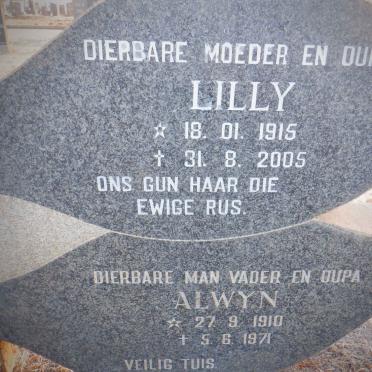 DIERBARE MOEDER EN OUPA
LILLY
☆ 18. 01. 1915
† 31. 8. 2005
ONS GUN HAAR DIE
EWIGE RUS.
DIERBARE MAN VADER EN OUPA
ALWYN
☆ 27. 9. 1910
† 5. 6. 1971
VEILIG TUIS